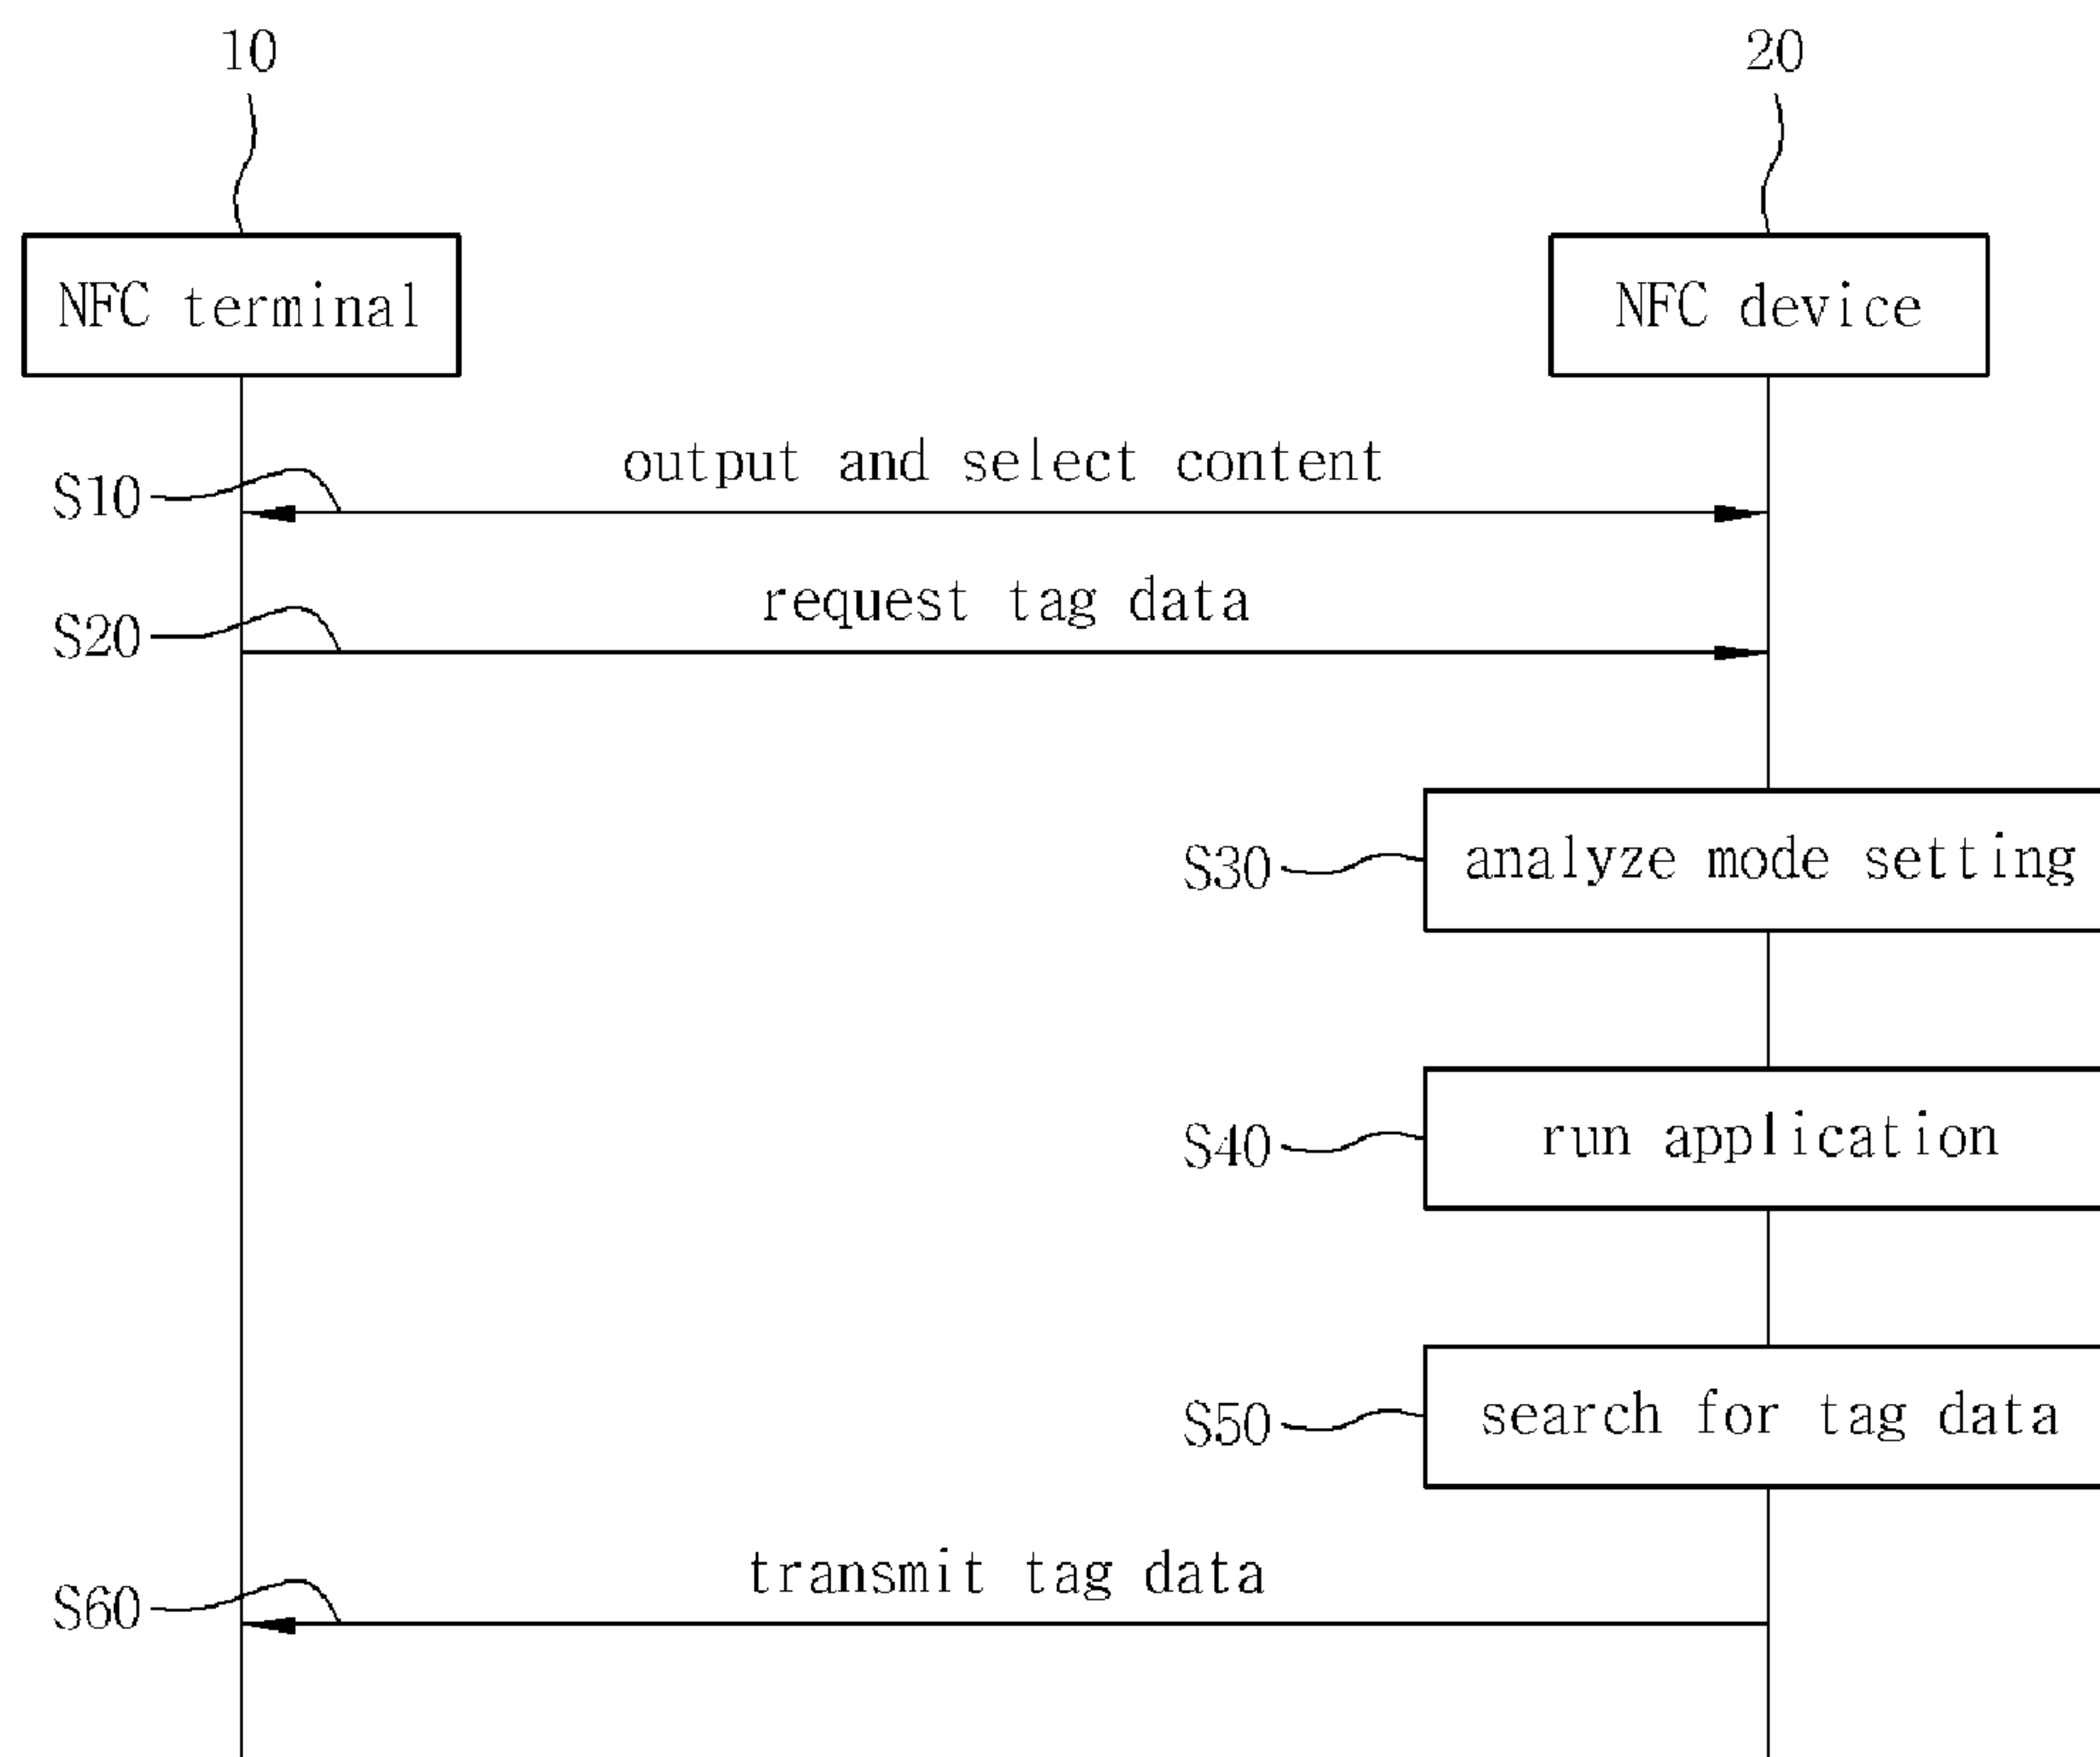 10
20
NFC terminal
NFC device
output and select content
S10
request tag data
S20
analyze mode setting
S30
run application
S40
search for tag data
S50
transmit tag data
S60